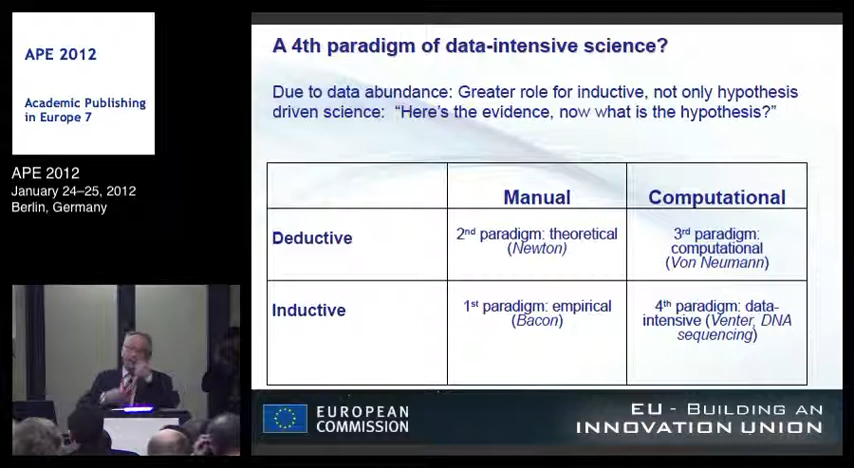 APE 2012
Academic Publishing
in Europe 7
APE 2012
January 24–25, 2012
Berlin, Germany
A 4th paradigm of data-intensive science?
Due to data abundance: Greater role for inductive, not only hypothesis
driven science: “Here’s the evidence, now what is the hypothesis?”
Manual
Computational
Deductive
2nd paradigm: theoretical
(Newton)
3rd paradigm:
computational
(Von Neumann)
Inductive
1st paradigm: empirical
(Bacon)
4th paradigm: data-
intensive (Venter, DNA
sequencing)
EUROPEAN
COMMISSION
EU - BUILDING AN
INNOVATION UNION